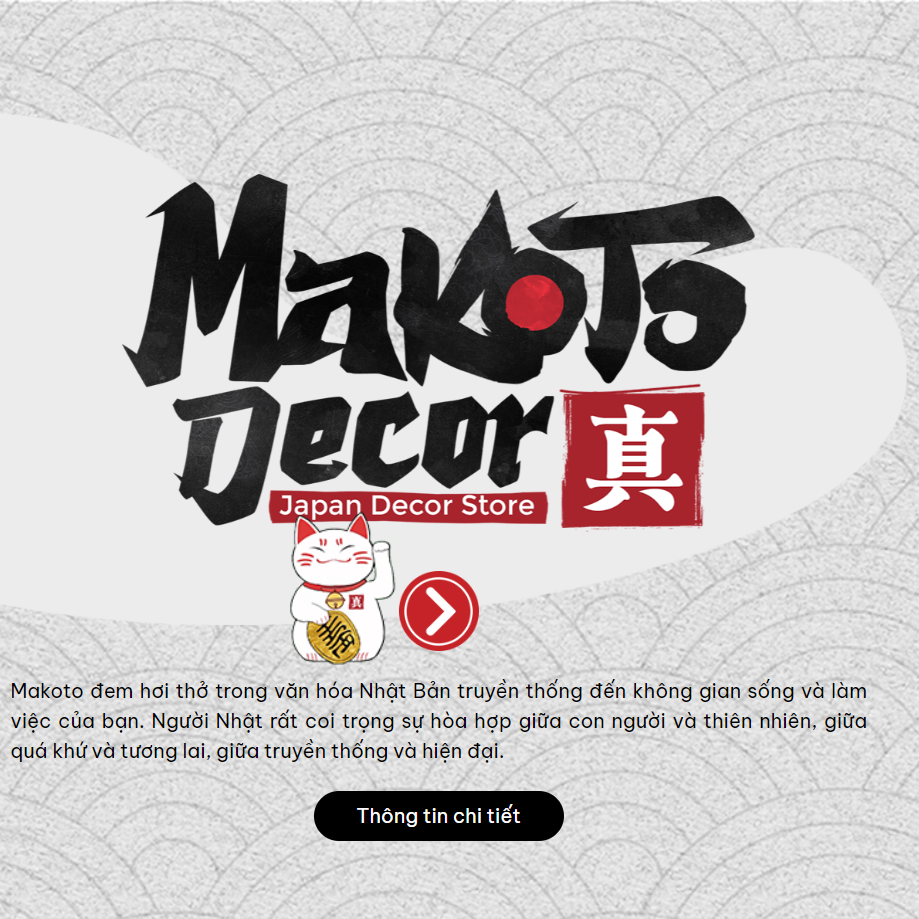 Makoto
Decor
真
Japan Decor Store
真
Makoto đem hơi thở trong văn hóa Nhật Bản truyền thống đến không gian sống và làm
việc của bạn. Người Nhật rất coi trọng sự hòa hợp giữa con người và thiên nhiên, giữa
quá khứ và tương lai, giữa truyền thống và hiện đại.
Thông tin chi tiết